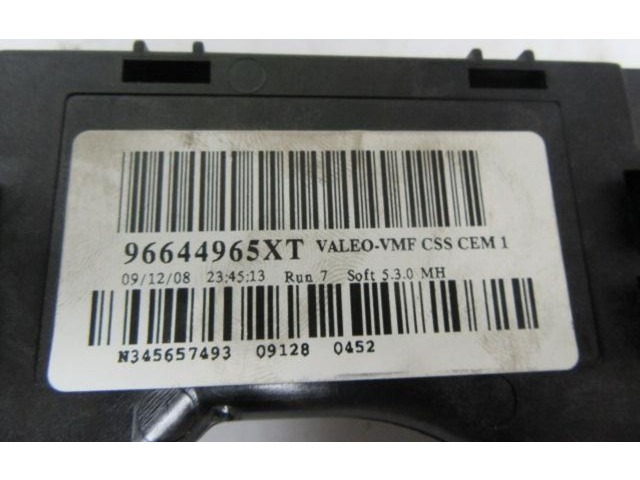 96644965XT VALEO-VMF CSS CEM 1
09/12/08 23:45:13 Run 7 Soft 5.3.0 MH
N345657493 09128 0452